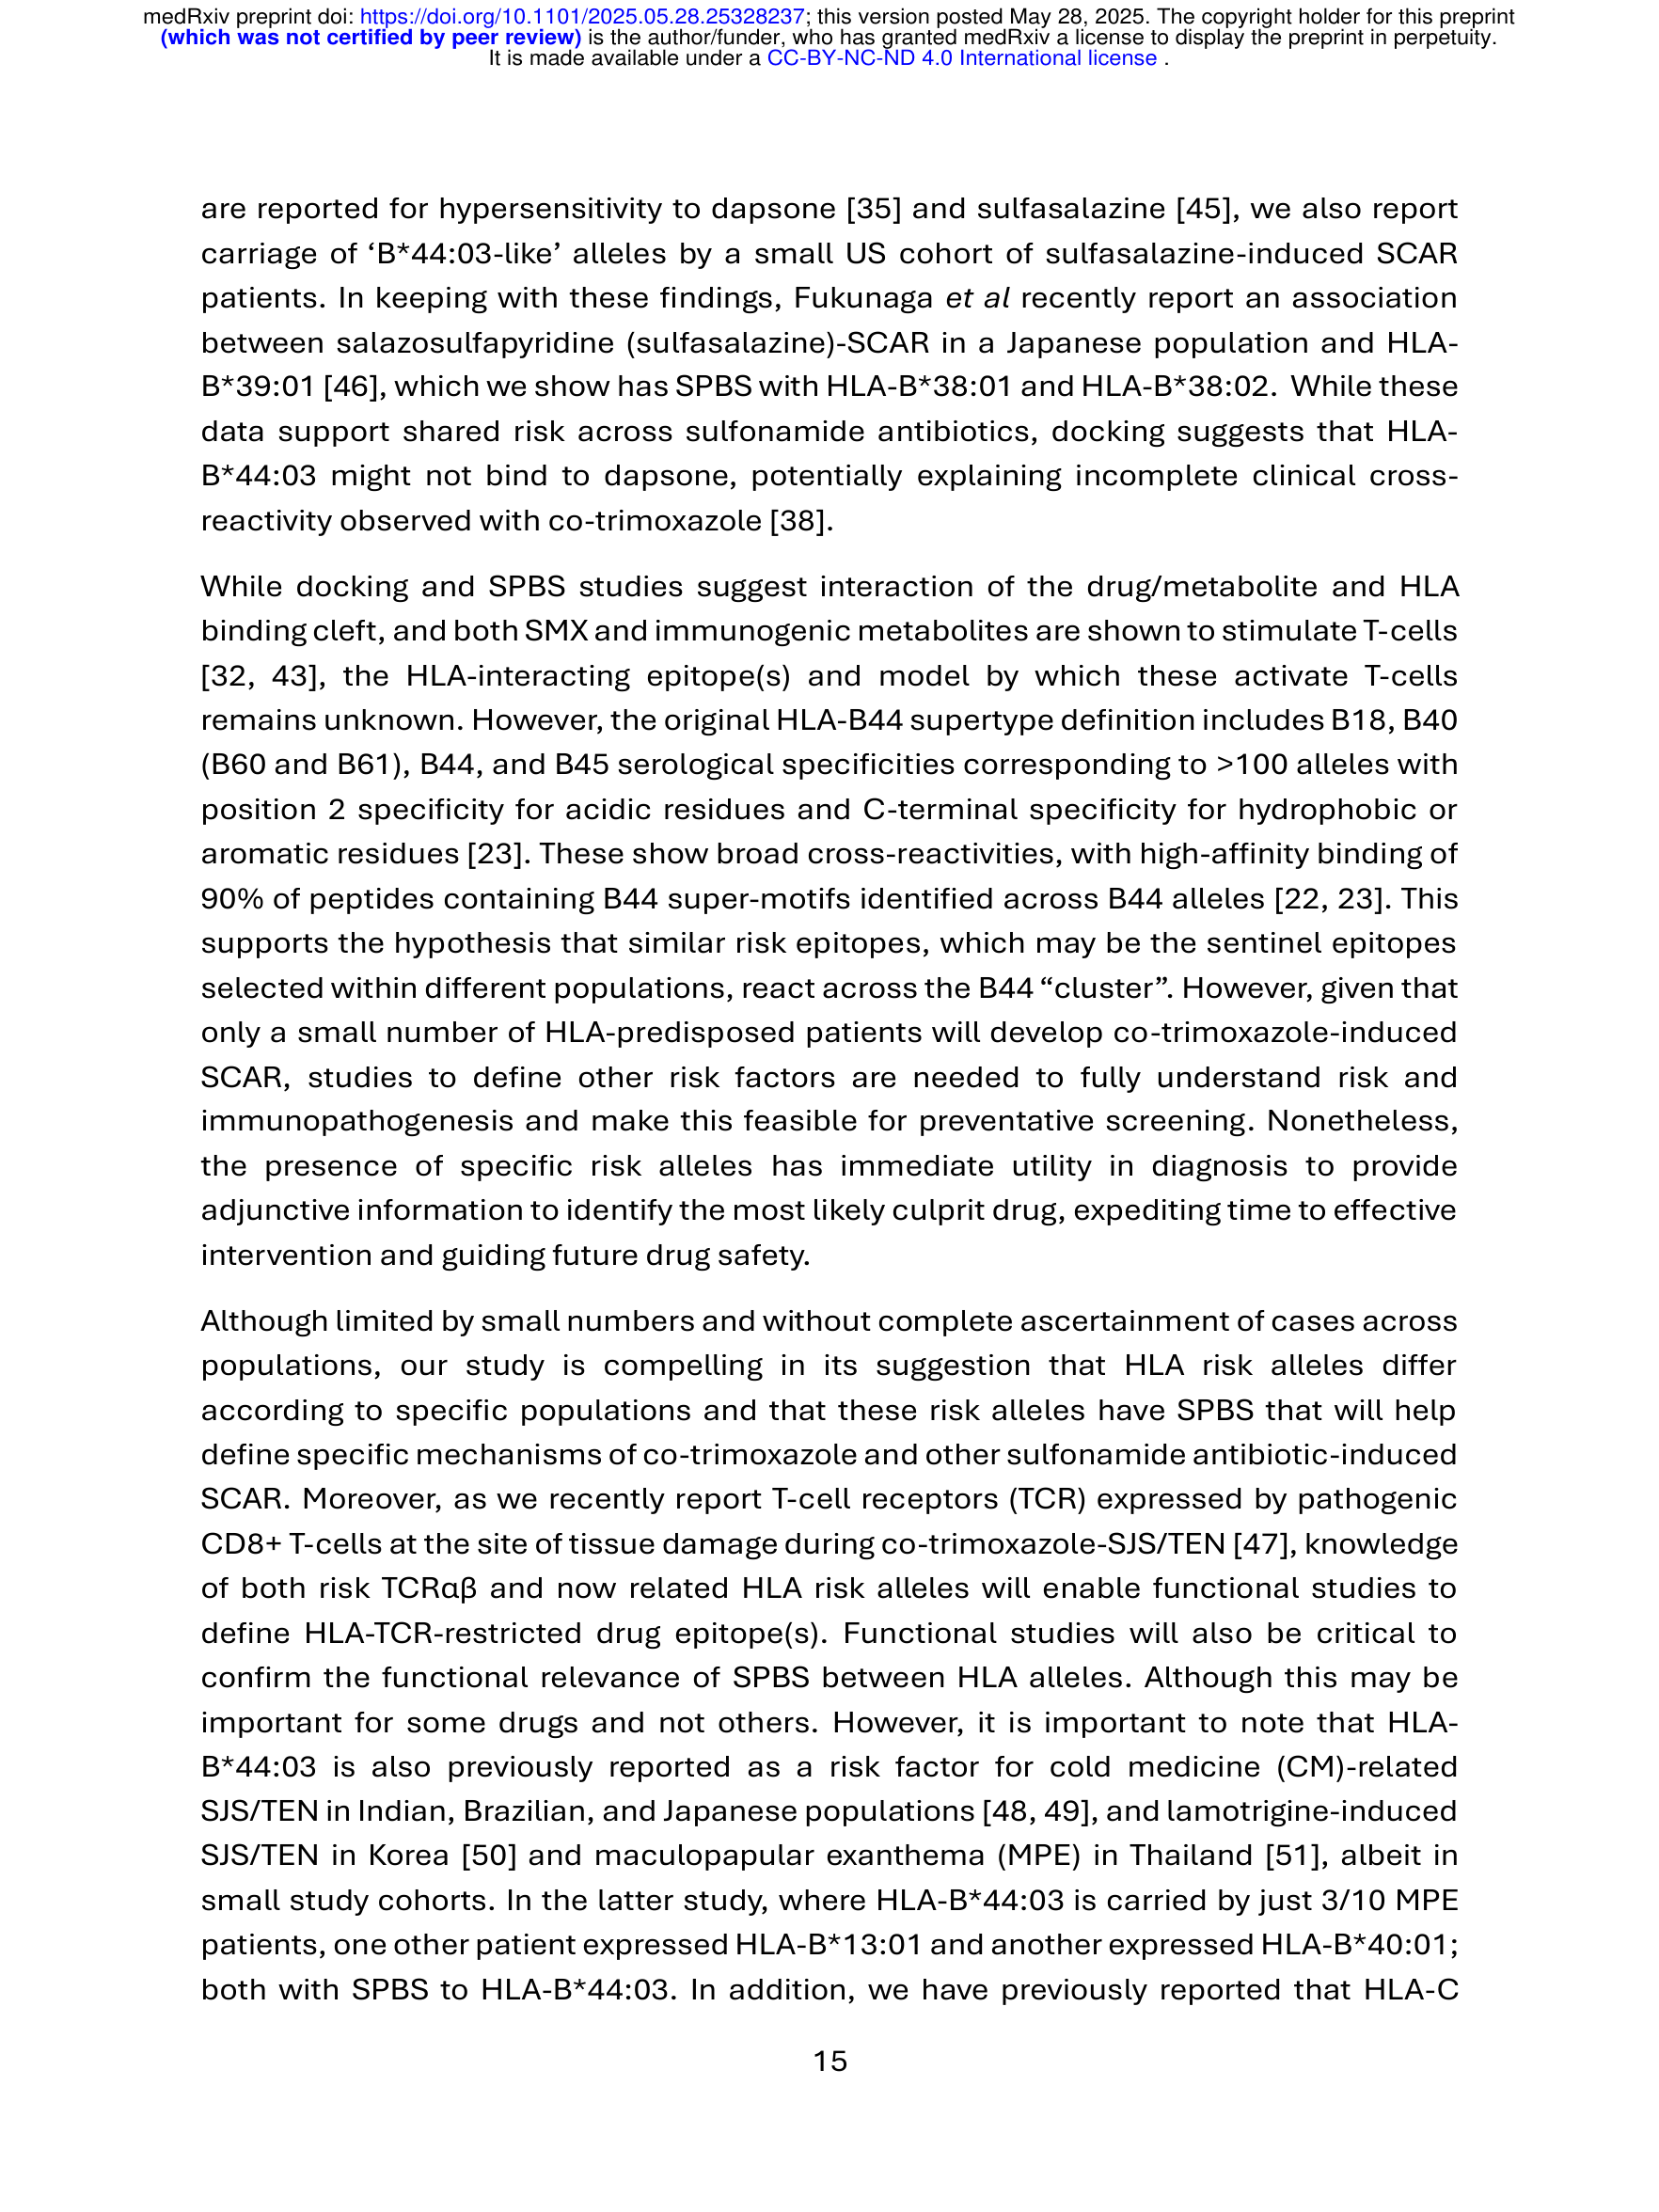 medRxiv preprint doi: https://doi.org/10.1101/2025.05.28.25328237; this version posted May 28, 2025. The copyright holder for this preprint
(which was not certified by peer review) is the author/funder, who has granted medRxiv a license to display the preprint in perpetuity.
It is made available under a CC-BY-NC-ND 4.0 International license .
are reported for hypersensitivity to dapsone [35] and sulfasalazine [45], we also report
carriage of ‘B*44:03-like’ alleles by a small US cohort of sulfasalazine-induced SCAR
patients. In keeping with these findings, Fukunaga et al recently report an association
between salazosulfapyridine (sulfasalazine)-SCAR in a Japanese population and HLA-
B*39:01 [46], which we show has SPBS with HLA-B*38:01 and HLA-B*38:02. While these
data support shared risk across sulfonamide antibiotics, docking suggests that HLA-
B*44:03 might not bind to dapsone, potentially explaining incomplete clinical cross-
reactivity observed with co-trimoxazole [38].
While docking and SPBS studies suggest interaction of the drug/metabolite and HLA
binding cleft, and both SMX and immunogenic metabolites are shown to stimulate T-cells
[32, 43], the HLA-interacting epitope(s) and model by which these activate T-cells
remains unknown. However, the original HLA-B44 supertype definition includes B18, B40
(B60 and B61), B44, and B45 serological specificities corresponding to >100 alleles with
position 2 specificity for acidic residues and C-terminal specificity for hydrophobic or
aromatic residues [23]. These show broad cross-reactivities, with high-affinity binding of
90% of peptides containing B44 super-motifs identified across B44 alleles [22, 23]. This
supports the hypothesis that similar risk epitopes, which may be the sentinel epitopes
selected within different populations, react across the B44 “cluster”. However, given that
only a small number of HLA-predisposed patients will develop co-trimoxazole-induced
SCAR, studies to define other risk factors are needed to fully understand risk and
immunopathogenesis and make this feasible for preventative screening. Nonetheless,
the presence of specific risk alleles has immediate utility in diagnosis to provide
adjunctive information to identify the most likely culprit drug, expediting time to effective
intervention and guiding future drug safety.
Although limited by small numbers and without complete ascertainment of cases across
populations, our study is compelling in its suggestion that HLA risk alleles differ
according to specific populations and that these risk alleles have SPBS that will help
define specific mechanisms of co-trimoxazole and other sulfonamide antibiotic-induced
SCAR. Moreover, as we recently report T-cell receptors (TCR) expressed by pathogenic
CD8+ T-cells at the site of tissue damage during co-trimoxazole-SJS/TEN [47], knowledge
of both risk TCRαβ and now related HLA risk alleles will enable functional studies to
define HLA-TCR-restricted drug epitope(s). Functional studies will also be critical to
confirm the functional relevance of SPBS between HLA alleles. Although this may be
important for some drugs and not others. However, it is important to note that HLA-
B*44:03 is also previously reported as a risk factor for cold medicine (CM)-related
SJS/TEN in Indian, Brazilian, and Japanese populations [48, 49], and lamotrigine-induced
SJS/TEN in Korea [50] and maculopapular exanthema (MPE) in Thailand [51], albeit in
small study cohorts. In the latter study, where HLA-B*44:03 is carried by just 3/10 MPE
patients, one other patient expressed HLA-B*13:01 and another expressed HLA-B*40:01;
both with SPBS to HLA-B*44:03. In addition, we have previously reported that HLA-C
15